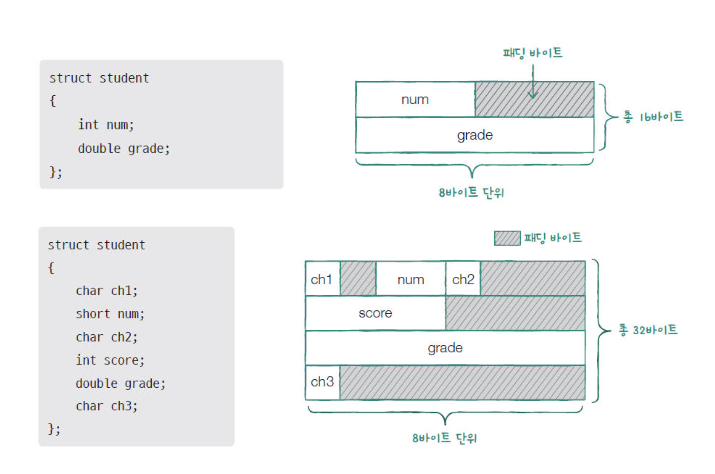 struct student
{
int num;
double grade;
};
패딩 바이트
num
grade
총 16바이트
8바이트 단위
struct student
{
char ch1;
short num;
char ch2;
int score;
double grade;
char ch3;
};
패딩 바이트
ch1 num ch2
score
grade
ch3
총 32바이트
8바이트 단위